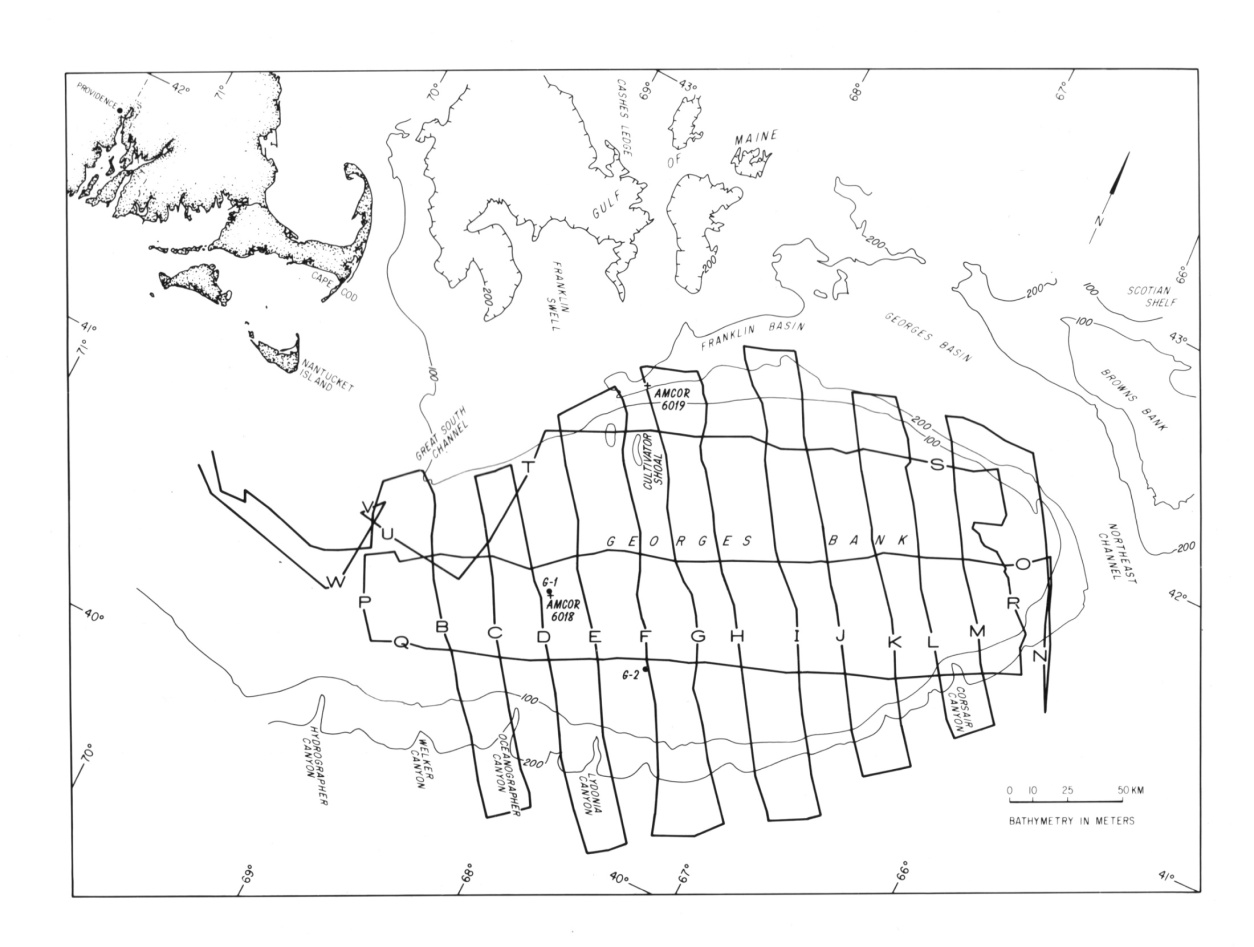 42°
71°
70°
69°
43°
68°
67°
PROVIDENCE
CASHES LEDGE
GULF
OF
MAINE
N
200
200
200
200
66°
100
SCOTIAN
SHELF
CAPE COD
FRANKLIN
SWELL
41°
71°
FRANKLIN BASIN
GEORGES BASIN
100
43°
NANTUCKET
ISLAND
100
BROWNS BANK
AMCOR
6019
GREAT SOUTH
CHANNEL
CULTIVATOR
SHOAL
200
100
T
S
V
U
GEORGES BANK
NORTHEAST
CHANNEL
200
W
O
G-1
AMCOR
6018
P
R
42°
40°
Q
B
C
D
E
F
G
H
I
J
K
L
M
N
G-2
100
CORSAIR
CANYON
HYDROGRAPHER
CANYON
WELKER
CANYON
OCEANOGRAPHER
CANYON
200
LYDONIA
CANYON
70°
0 10 25 50 KM
BATHYMETRY IN METERS
69°
68°
40°
67°
66°
41°